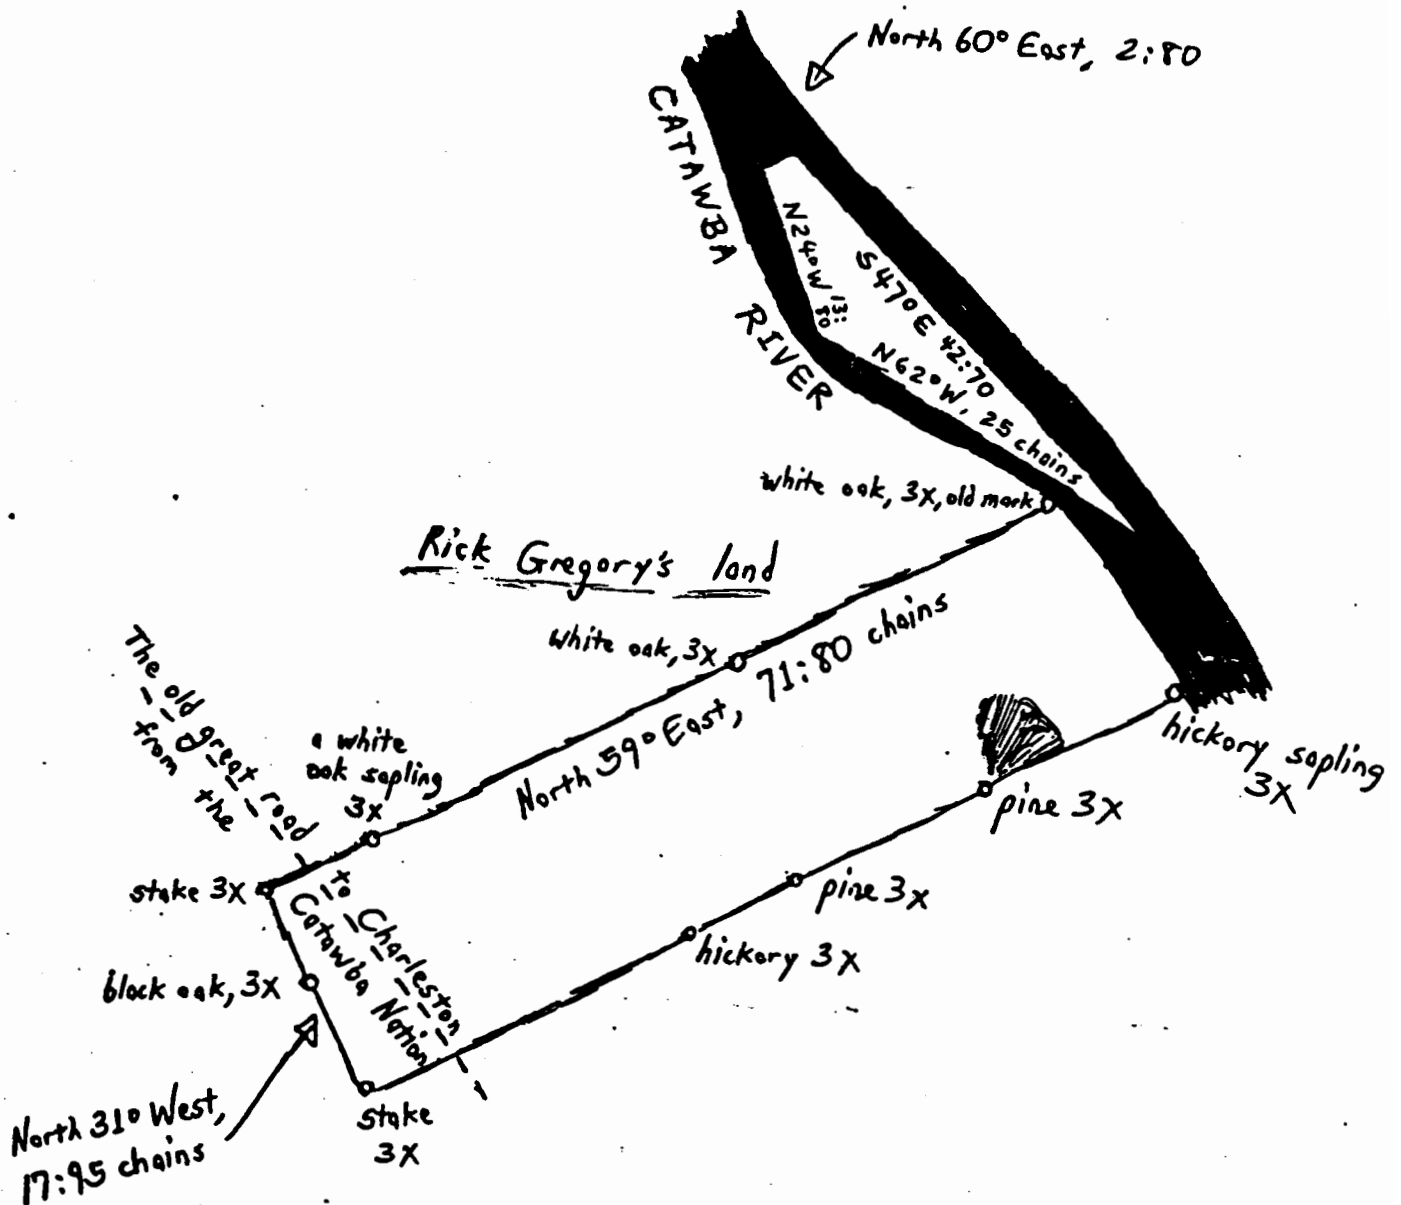 North 60° East, 2:80
CATAWBA
RIVER
N24°W 13:
80
S47°E 42:70
N62°W, 25 chains
white oak, 3X, old mark
Rick Gregory's land
white oak, 3X
North 59° East, 71:80 chains
The old great road
from the
to Charleston
Catawba Nation
a white
oak sapling
3X
hickory sapling
3X
pine 3X
pine 3X
hickory 3X
stake 3X
black oak, 3X
stake
3X
North 31° West,
17:95 chains